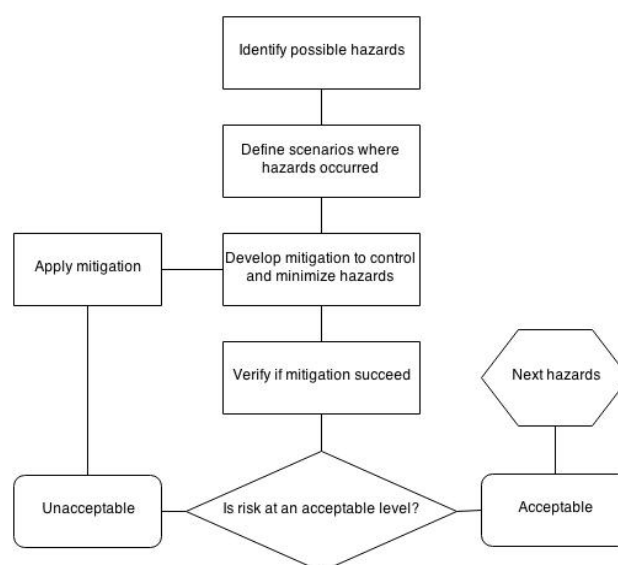 Identify possible hazards
Define scenarios where
hazards occurred
Apply mitigation
Develop mitigation to control
and minimize hazards
Verify if mitigation succeed
Next hazards
Unacceptable
Is risk at an acceptable level?
Acceptable